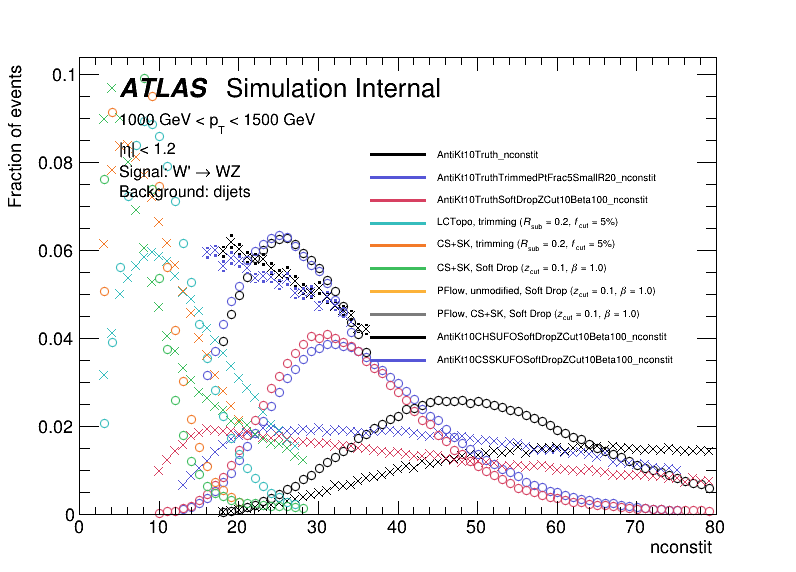 Fraction of events
0.1
0.08
0.06
0.04
0.02
0
ATLAS Simulation Internal
1000 GeV < p_T < 1500 GeV
|η| < 1.2
Signal: W' → WZ
Background: dijets
AntiKt10Truth_nconstit
AntiKt10TruthTrimmedPtFrac5SmallR20_nconstit
AntiKt10TruthSoftDropZCut10Beta100_nconstit
LCTopo, trimming (R_sub = 0.2, f_cut = 5%)
CS+SK, trimming (R_sub = 0.2, f_cut = 5%)
CS+SK, Soft Drop (z_cut = 0.1, β = 1.0)
PFlow, unmodified, Soft Drop (z_cut = 0.1, β = 1.0)
PFlow, CS+SK, Soft Drop (z_cut = 0.1, β = 1.0)
AntiKt10CHSUFOSoftDropZCut10Beta100_nconstit
AntiKt10CSSKUFOSoftDropZCut10Beta100_nconstit
0 10 20 30 40 50 60 70 80
nconstit